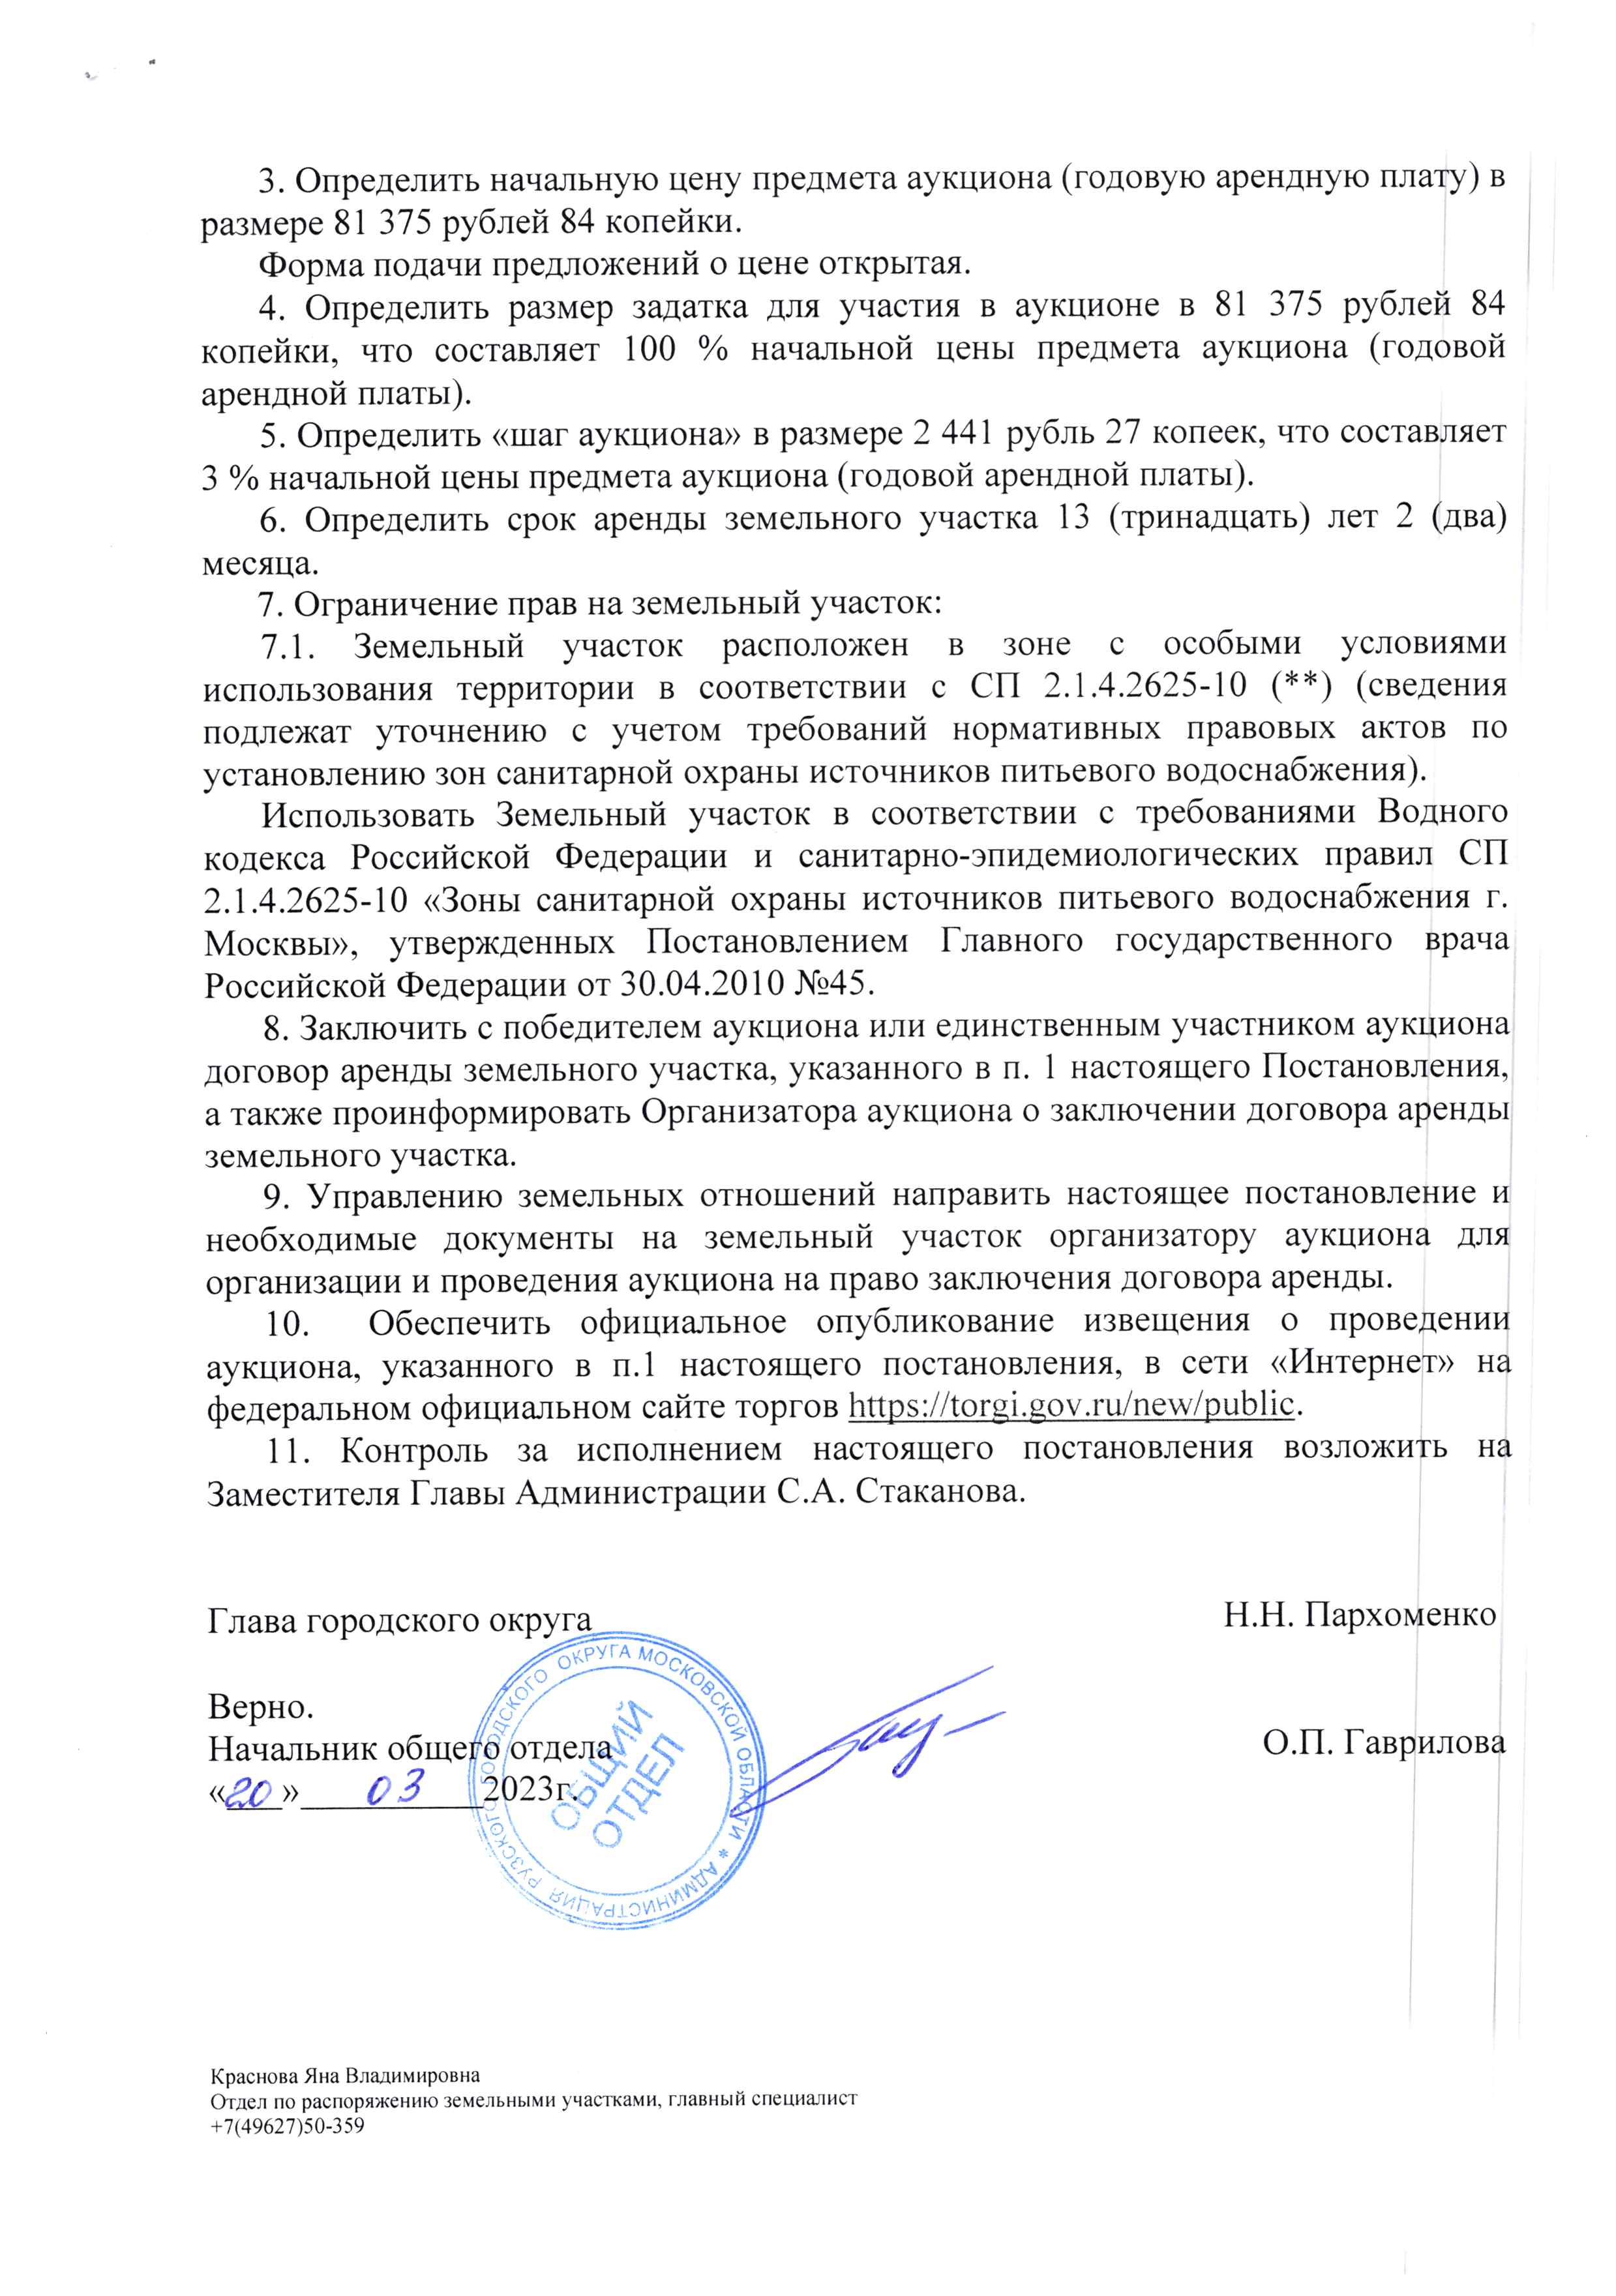 3. Определить начальную цену предмета аукциона (годовую арендную плату) в
размере 81 375 рублей 84 копейки.
Форма подачи предложений о цене открытая.
4. Определить размер задатка для участия в аукционе в 81 375 рублей 84
копейки, что составляет 100 % начальной цены предмета аукциона (годовой
арендной платы).
5. Определить «шаг аукциона» в размере 2 441 рубль 27 копеек, что составляет
3 % начальной цены предмета аукциона (годовой арендной платы).
6. Определить срок аренды земельного участка 13 (тринадцать) лет 2 (два)
месяца.
7. Ограничение прав на земельный участок:
7.1. Земельный участок расположен в зоне с особыми условиями
использования территории в соответствии с СП 2.1.4.2625-10 (**) (сведения
подлежат уточнению с учетом требований нормативных правовых актов по
установлению зон санитарной охраны источников питьевого водоснабжения).
Использовать Земельный участок в соответствии с требованиями Водного
кодекса Российской Федерации и санитарно-эпидемиологических правил СП
2.1.4.2625-10 «Зоны санитарной охраны источников питьевого водоснабжения г.
Москвы», утвержденных Постановлением Главного государственного врача
Российской Федерации от 30.04.2010 №45.
8. Заключить с победителем аукциона или единственным участником аукциона
договор аренды земельного участка, указанного в п. 1 настоящего Постановления,
а также проинформировать Организатора аукциона о заключении договора аренды
земельного участка.
9. Управлению земельных отношений направить настоящее постановление и
необходимые документы на земельный участок организатору аукциона для
организации и проведения аукциона на право заключения договора аренды.
10. Обеспечить официальное опубликование извещения о проведении
аукциона, указанного в п.1 настоящего постановления, в сети «Интернет» на
федеральном официальном сайте торгов https://torgi.gov.ru/new/public.
11. Контроль за исполнением настоящего постановления возложить на
Заместителя Главы Администрации С.А. Стаканова.
Глава городского округа Н.Н. Пархоменко
Верно.
Начальник общего отдела О.П. Гаврилова
«20» 03 2023г.
АДМИНИСТРАЦИЯ РУЗСКОГО ГОРОДСКОГО ОКРУГА МОСКОВСКОЙ ОБЛАСТИ *
ОБЩИЙ
ОТДЕЛ
Краснова Яна Владимировна
Отдел по распоряжению земельными участками, главный специалист
+7(49627)50-359